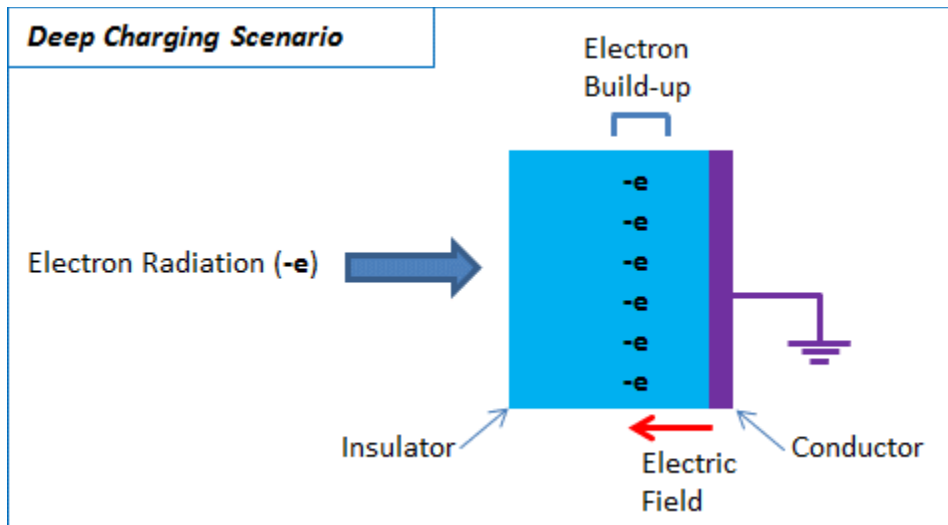 Deep Charging Scenario
Electron
Build-up
-e
-e
-e
-e
-e
-e
Electron Radiation (-e)
Insulator
Electric
Field
Conductor